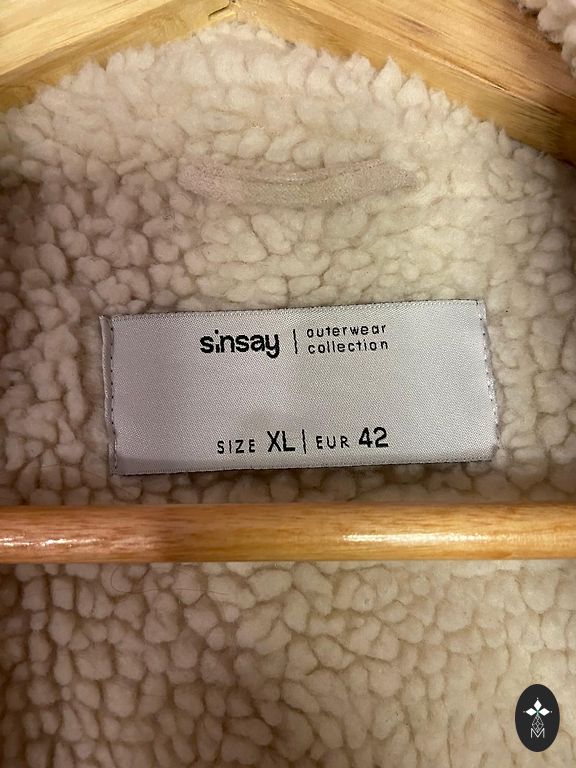 sinsay | outerwear
collection
SIZE XL | EUR 42
M